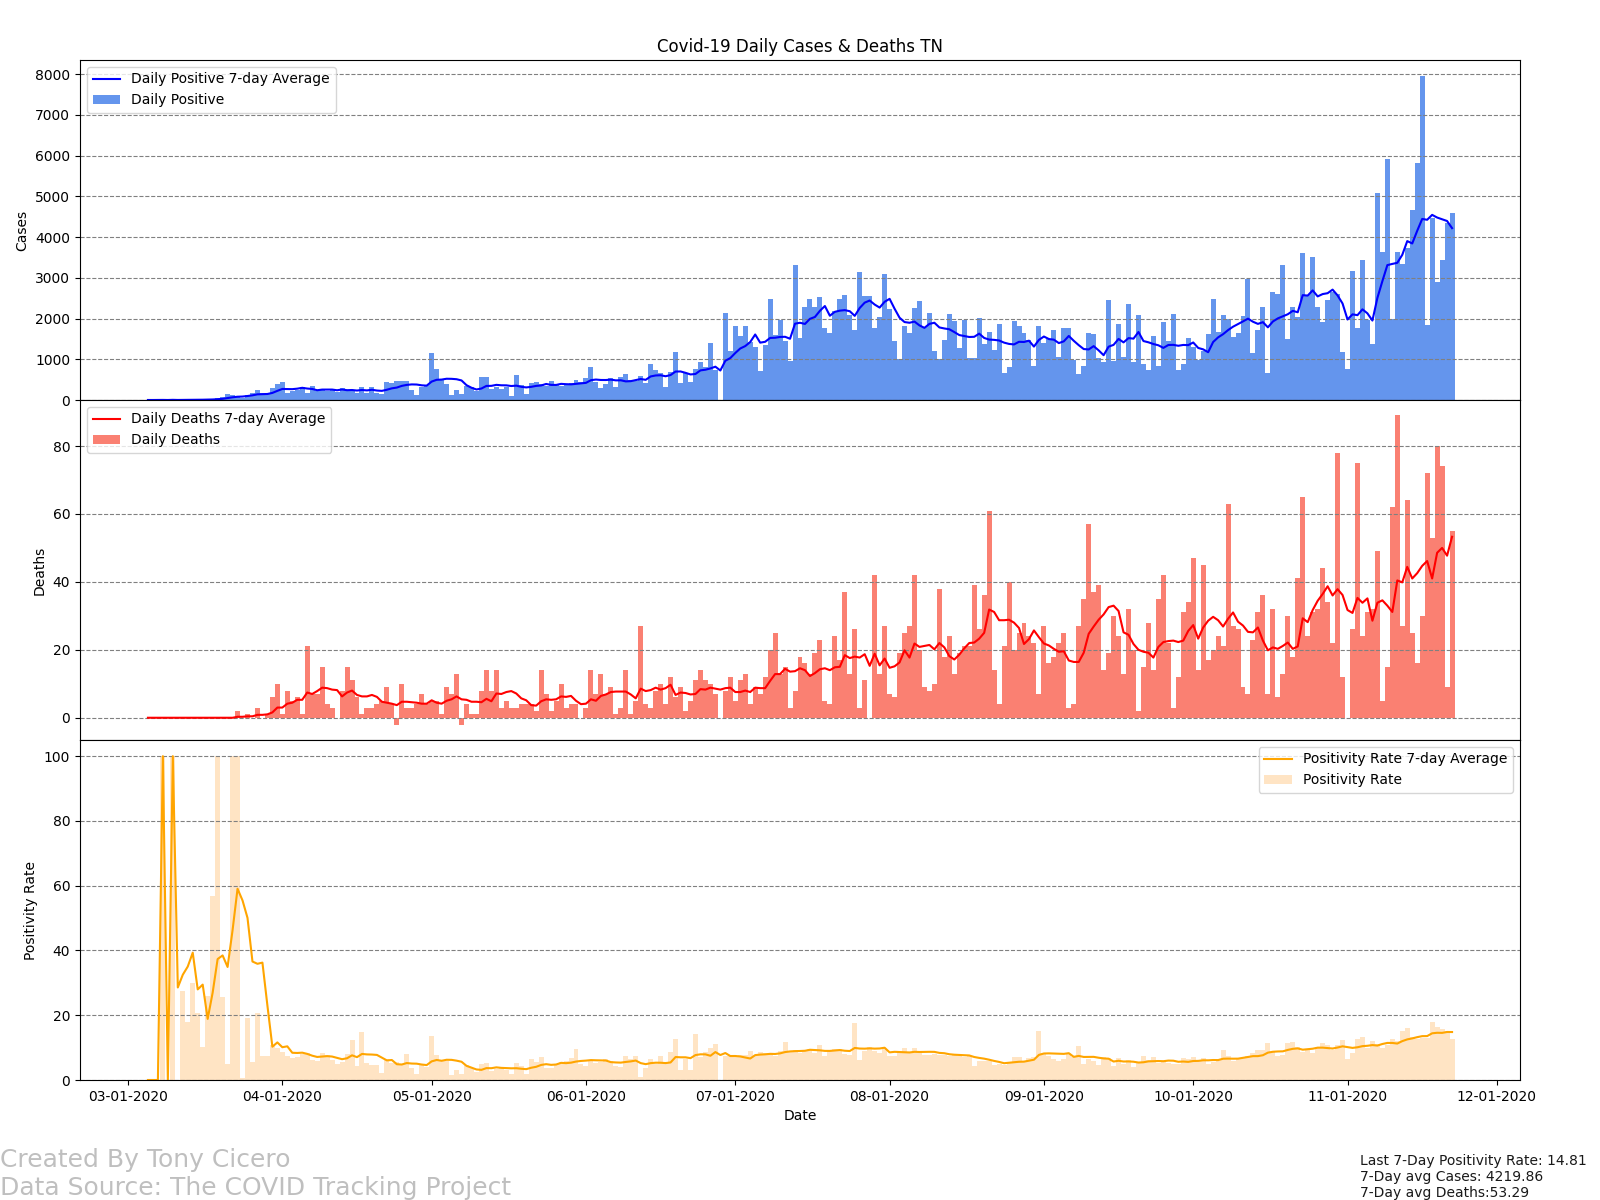 Covid-19 Daily Cases & Deaths TN
Daily Positive 7-day Average
Daily Positive
8000
7000
6000
5000
4000
3000
2000
1000
0
Cases
Daily Deaths 7-day Average
Daily Deaths
80
60
40
20
0
Deaths
Positivity Rate 7-day Average
Positivity Rate
100
80
60
40
20
0
Positivity Rate
03-01-2020 04-01-2020 05-01-2020 06-01-2020 07-01-2020 08-01-2020 09-01-2020 10-01-2020 11-01-2020 12-01-2020
Date
Created By Tony Cicero
Data Source: The COVID Tracking Project
Last 7-Day Positivity Rate: 14.81
7-Day avg Cases: 4219.86
7-Day avg Deaths:53.29